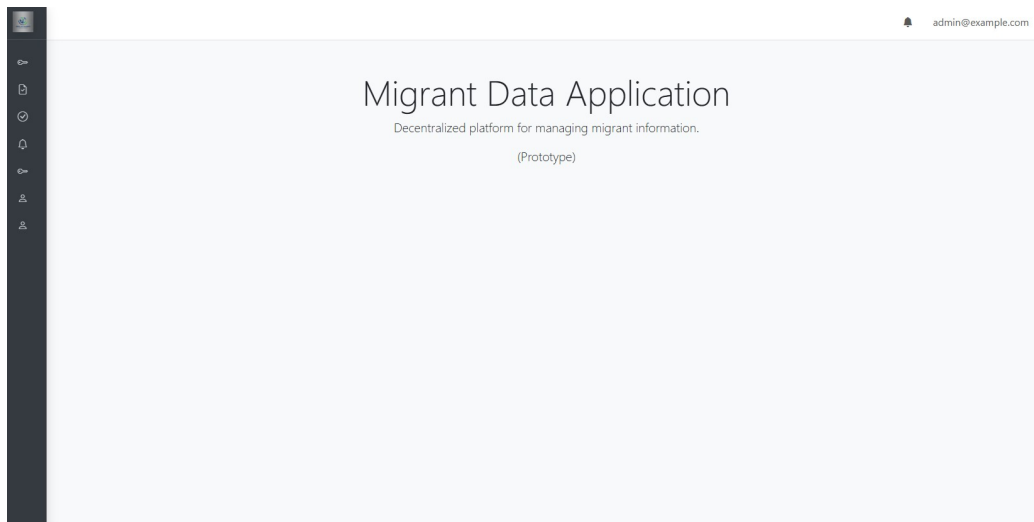 admin@example.com
Migrant Data Application
Decentralized platform for managing migrant information.
(Prototype)